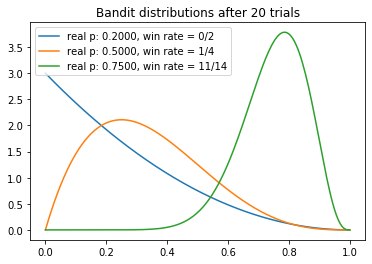 Bandit distributions after 20 trials
real p: 0.2000, win rate = 0/2
real p: 0.5000, win rate = 1/4
real p: 0.7500, win rate = 11/14
3.5
3.0
2.5
2.0
1.5
1.0
0.5
0.0
0.0 0.2 0.4 0.6 0.8 1.0